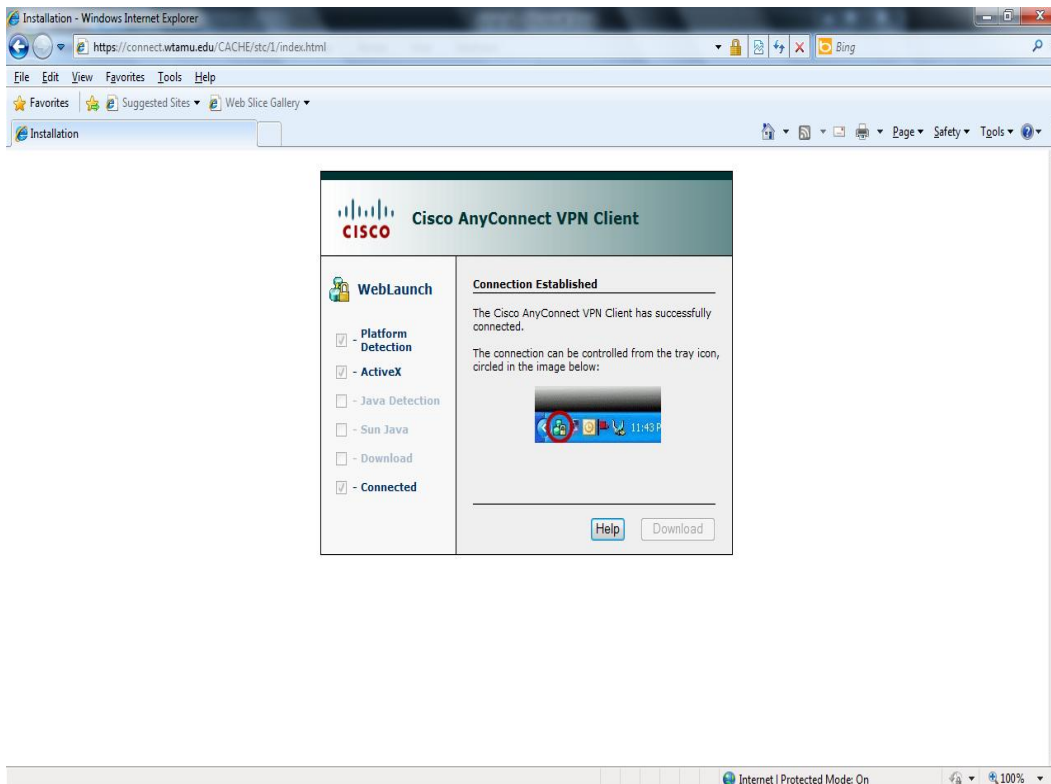 Installation - Windows Internet Explorer
https://connect.wtamu.edu/CACHE/stc/1/index.html
Bing
File Edit View Favorites Tools Help
Favorites Suggested Sites Web Slice Gallery
Installation
Page Safety Tools
CISCO
Cisco AnyConnect VPN Client
WebLaunch
- Platform
Detection
- ActiveX
- Java Detection
- Sun Java
- Download
- Connected
Connection Established
The Cisco AnyConnect VPN Client has successfully
connected.
The connection can be controlled from the tray icon,
circled in the image below:
11:43 P
Help Download
Internet | Protected Mode: On
100%